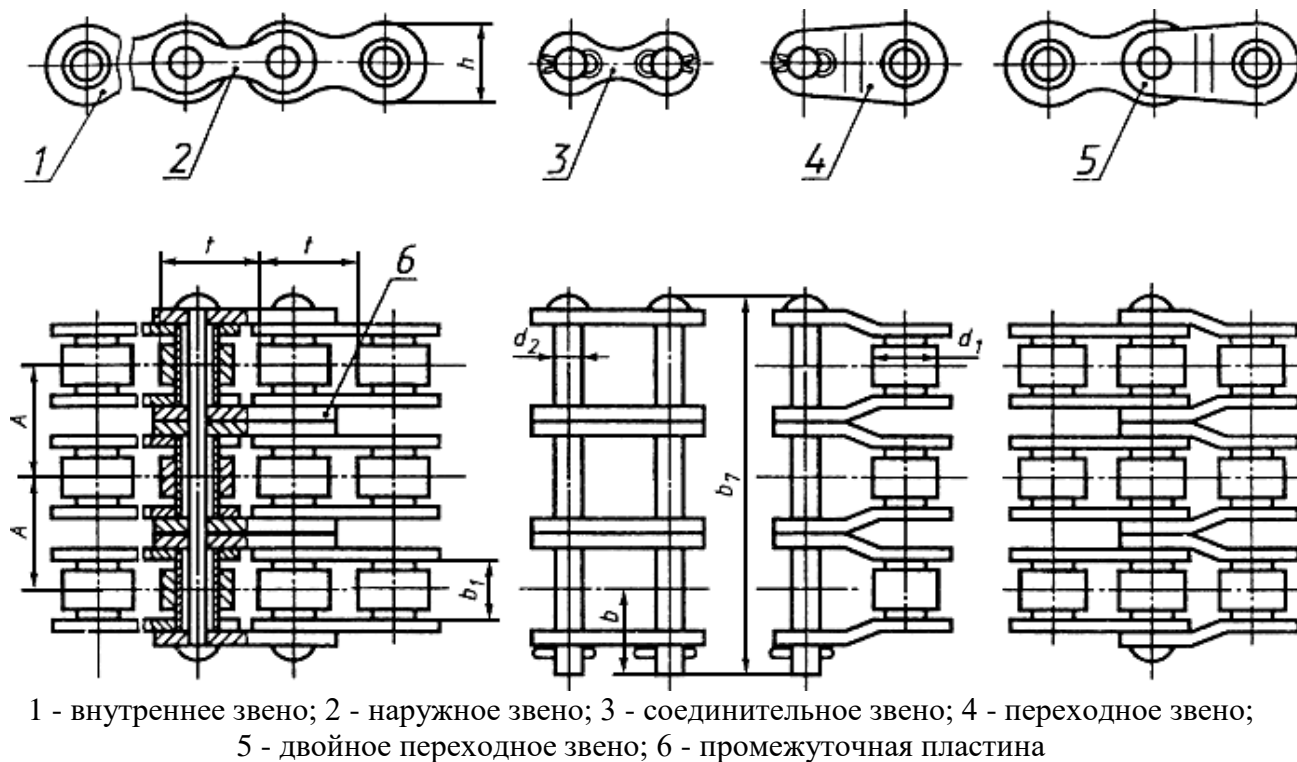 h
1 2 3 4 5
t t 6
A A b₁
d₂ b b₇ d₁
1 - внутреннее звено; 2 - наружное звено; 3 - соединительное звено; 4 - переходное звено;
5 - двойное переходное звено; 6 - промежуточная пластина